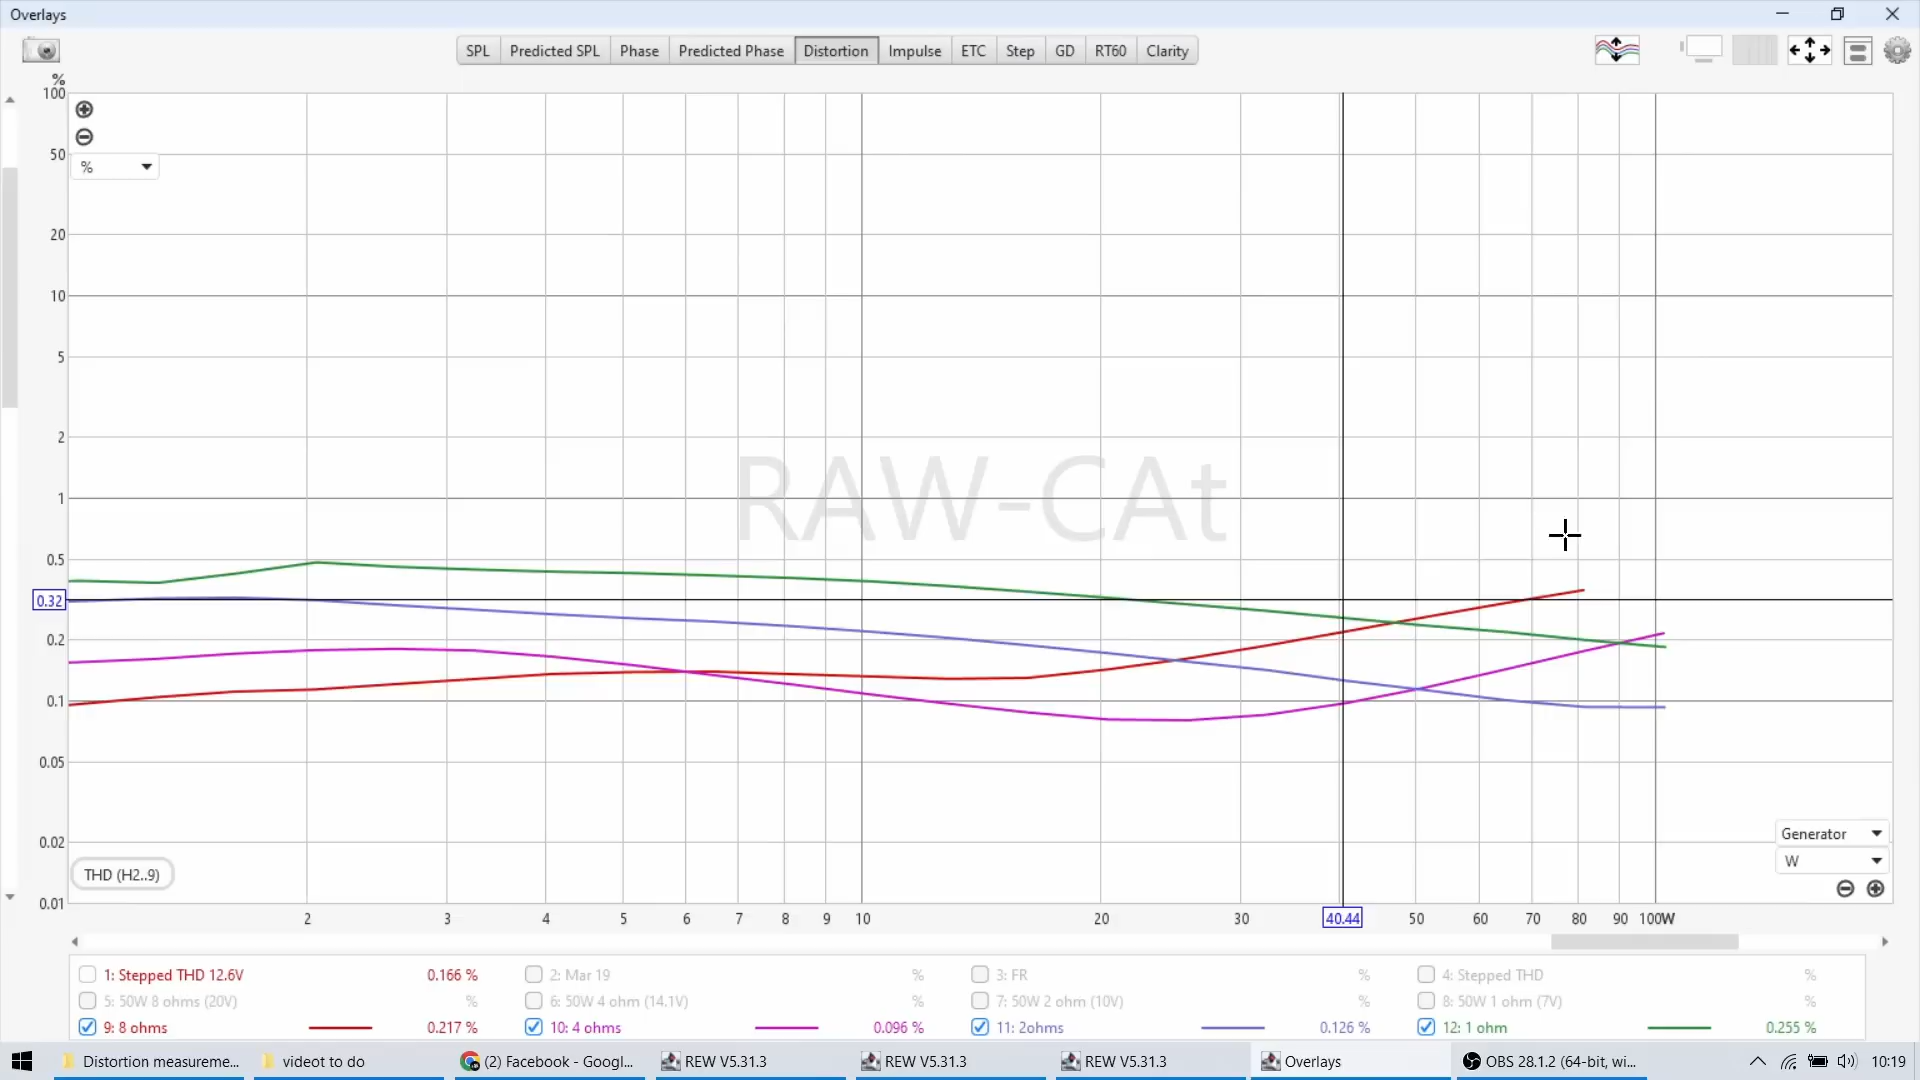 Overlays
SPL Predicted SPL Phase Predicted Phase Distortion Impulse ETC Step GD RT60 Clarity
%
100
50
%
20
10
5
2
RAW-CAt
1
0.5
0.32
0.2
0.1
0.05
Generator
0.02
W
THD (H2..9)
0.01
2 3 4 5 6 7 8 9 10 20 30 40.44 50 60 70 80 90 100W
1: Stepped THD 12.6V 0.166 % 2: Mar 19 % 3: FR % 4: Stepped THD %
5: 50W 8 ohms (20V) % 6: 50W 4 ohm (14.1V) % 7: 50W 2 ohm (10V) % 8: 50W 1 ohm (7V) %
9: 8 ohms 0.217 % 10: 4 ohms 0.096 % 11: 2ohms 0.126 % 12: 1 ohm 0.255 %
Distortion measureme... videot to do (2) Facebook - Googl... REW V5.31.3 REW V5.31.3 REW V5.31.3 Overlays OBS 28.1.2 (64-bit, wi... 10:19